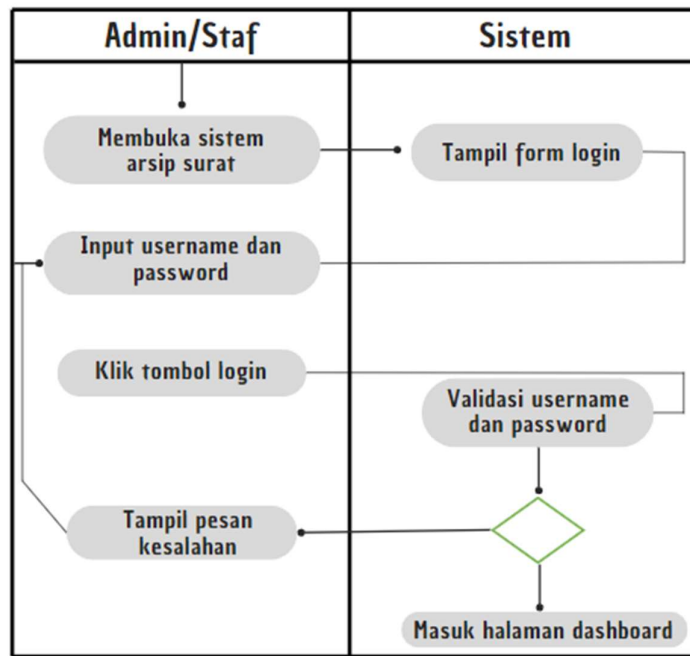 Admin/Staf
Sistem
Membuka sistem
arsip surat
Tampil form login
Input username dan
password
Klik tombol login
Validasi username
dan password
Tampil pesan
kesalahan
Masuk halaman dashboard